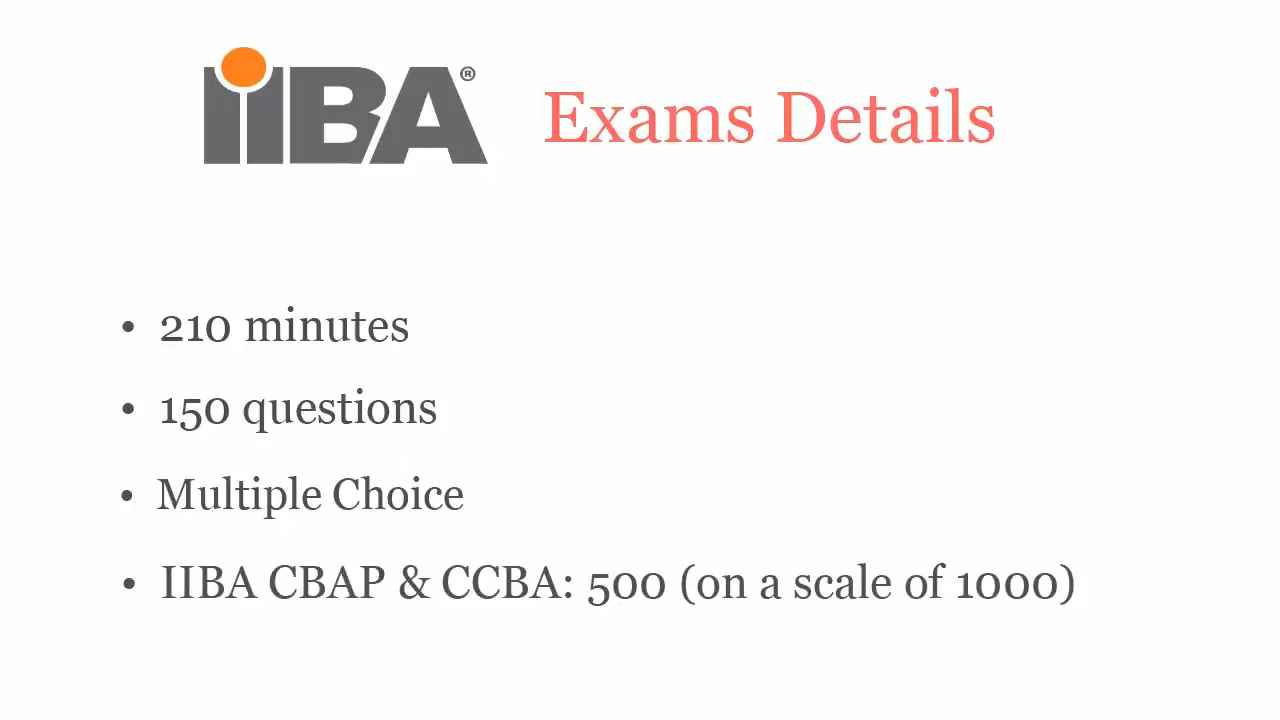 iiBA® Exams Details
• 210 minutes
• 150 questions
• Multiple Choice
• IIBA CBAP & CCBA: 500 (on a scale of 1000)